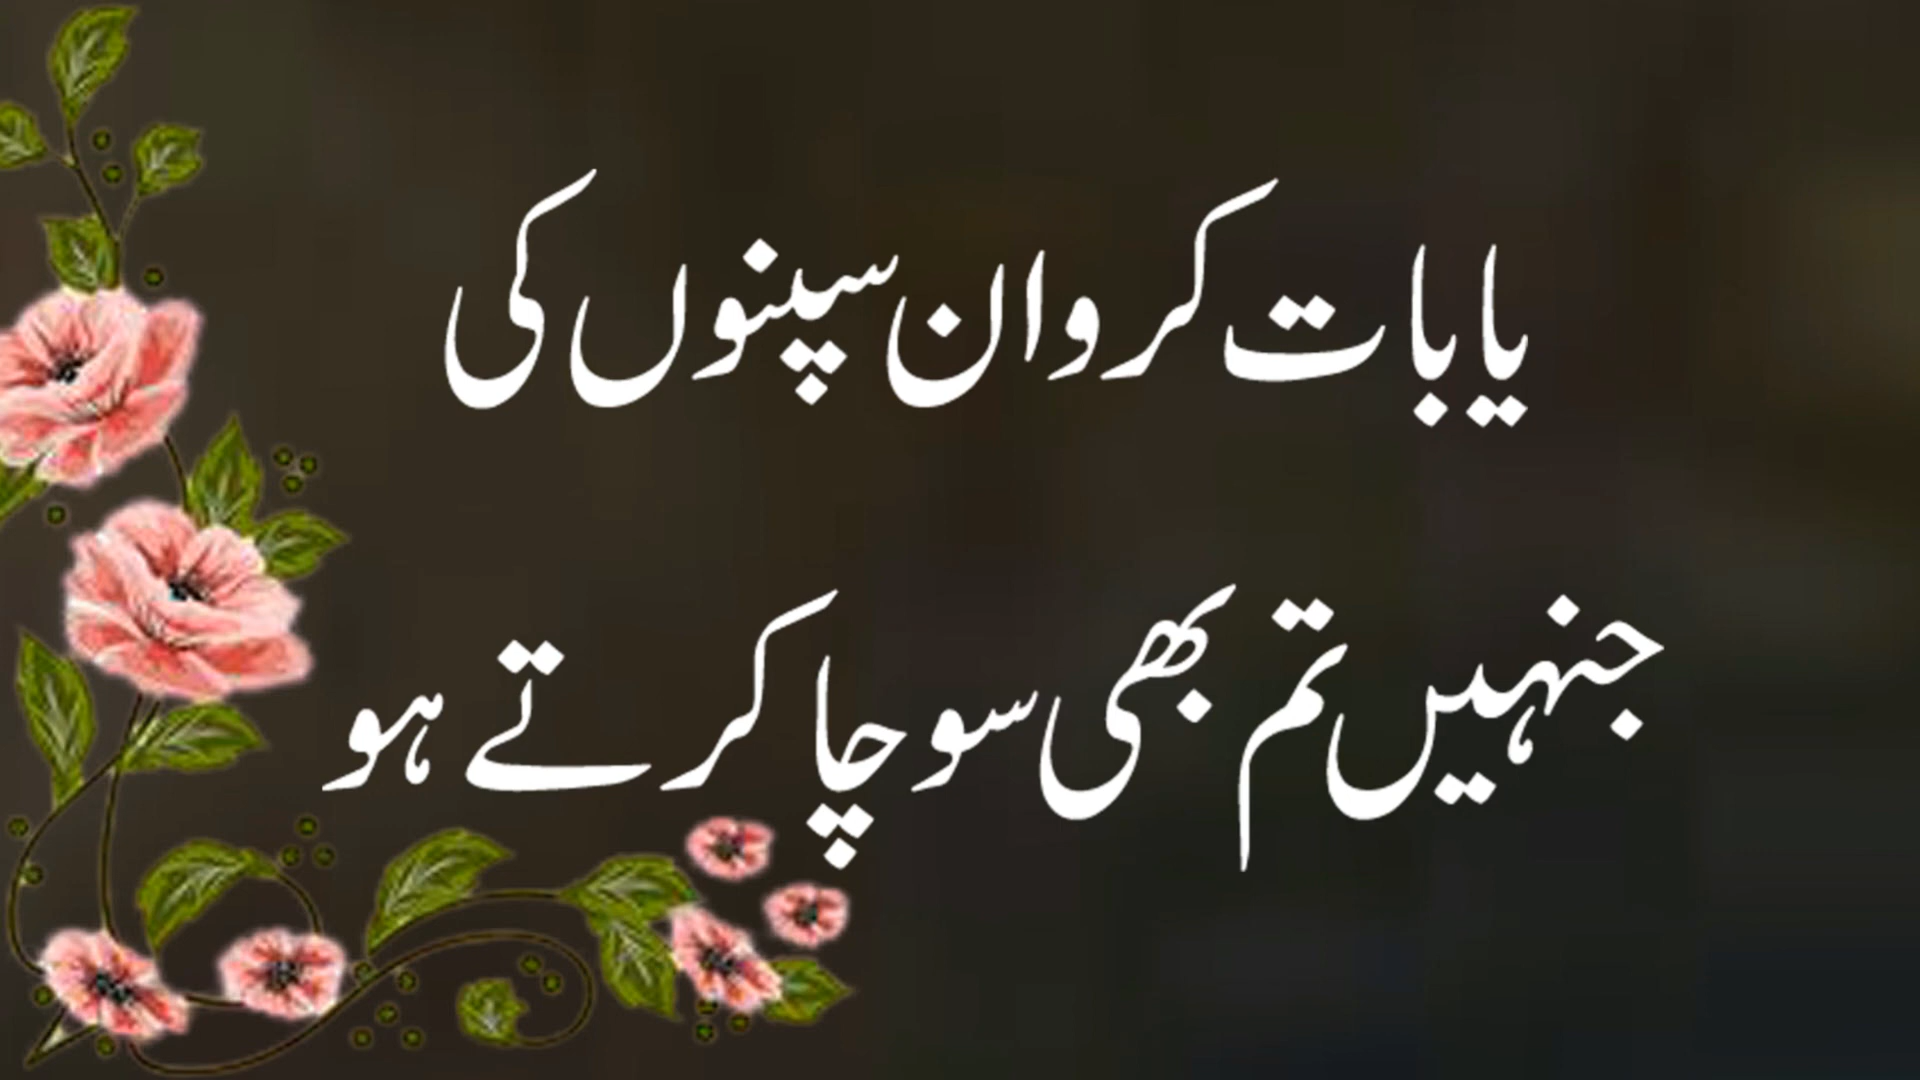 یا بات کرو ان سپنوں کی
جنہیں تم بھی سوچا کرتے ہو